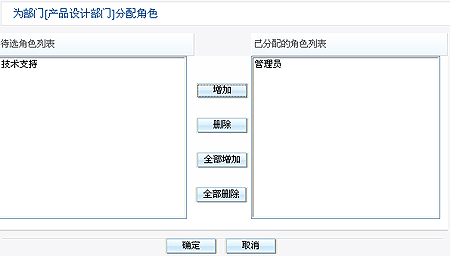 为部门[产品设计部门]分配角色
待选角色列表
已分配的角色列表
技术支持
管理员
增加
删除
全部增加
全部删除
确定
取消